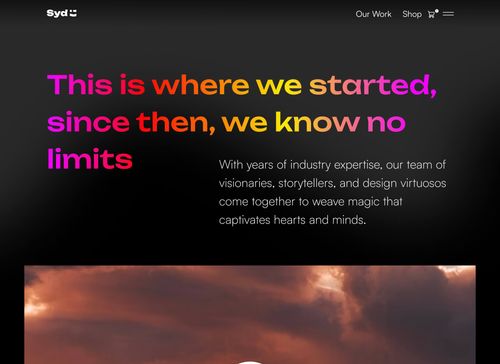 Syd
Our Work
Shop
This is where we started,
since then, we know no
limits
With years of industry expertise, our team of
visionaries, storytellers, and design virtuosos
come together to weave magic that
captivates hearts and minds.